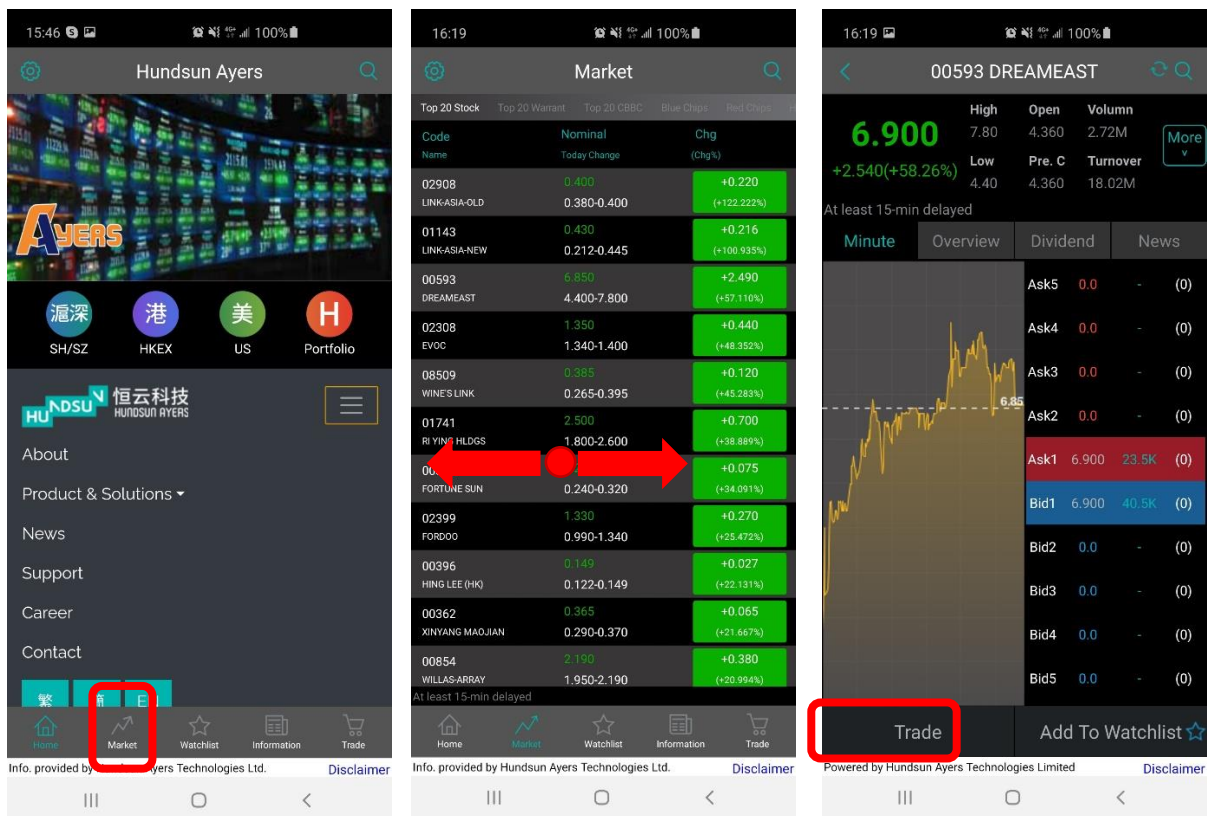 15:46 4G+ 100%
Hundsun Ayers
AYERS
滬深 港 美 H
SH/SZ HKEX US Portfolio
HUNDSUN 恒云科技
HUNDSUN AYERS
About
Product & Solutions
News
Support
Career
Contact
繁
Home Market Watchlist Information Trade
Info. provided by Ayers Technologies Ltd. Disclaimer
16:19 4G+ 100%
Market
Top 20 Stock Top 20 Warrant Top 20 CBBC Blue Chips Red Chips H
Code Nominal Chg
Name Today Change (Chg%)
02908 0.400 +0.220
LINK-ASIA-OLD 0.380-0.400 (+122.222%)
01143 0.430 +0.216
LINK-ASIA-NEW 0.212-0.445 (+100.935%)
00593 6.850 +2.490
DREAMEAST 4.400-7.800 (+57.110%)
02308 1.350 +0.440
EVOC 1.340-1.400 (+48.352%)
08509 0.385 +0.120
WINE'S LINK 0.265-0.395 (+45.283%)
01741 2.500 +0.700
RI YING HLDGS 1.800-2.600 (+38.889%)
+0.075
FORTUNE SUN 0.240-0.320 (+34.091%)
02399 1.330 +0.270
FORDOO 0.990-1.340 (+25.472%)
00396 0.149 +0.027
HING LEE (HK) 0.122-0.149 (+22.131%)
00362 0.365 +0.065
XINYANG MAOJIAN 0.290-0.370 (+21.667%)
00854 2.190 +0.380
WILLAS-ARRAY 1.950-2.190 (+20.994%)
At least 15-min delayed
Home Market Watchlist Information Trade
Info. provided by Hundsun Ayers Technologies Ltd. Disclaimer
16:19 4G+ 100%
00593 DREAMEAST
High Open Volumn
6.900 7.80 4.360 2.72M More
+2.540(+58.26%) Low Pre. C Turnover
4.40 4.360 18.02M
At least 15-min delayed
Minute Overview Dividend News
Ask5 0.0 - (0)
Ask4 0.0 - (0)
Ask3 0.0 - (0)
6.85
Ask2 0.0 - (0)
Ask1 6.900 23.5K (0)
Bid1 6.900 40.5K (0)
Bid2 0.0 - (0)
Bid3 0.0 - (0)
Bid4 0.0 - (0)
Bid5 0.0 - (0)
Trade Add To Watchlist
Powered by Hundsun Ayers Technologies Limited Disclaimer